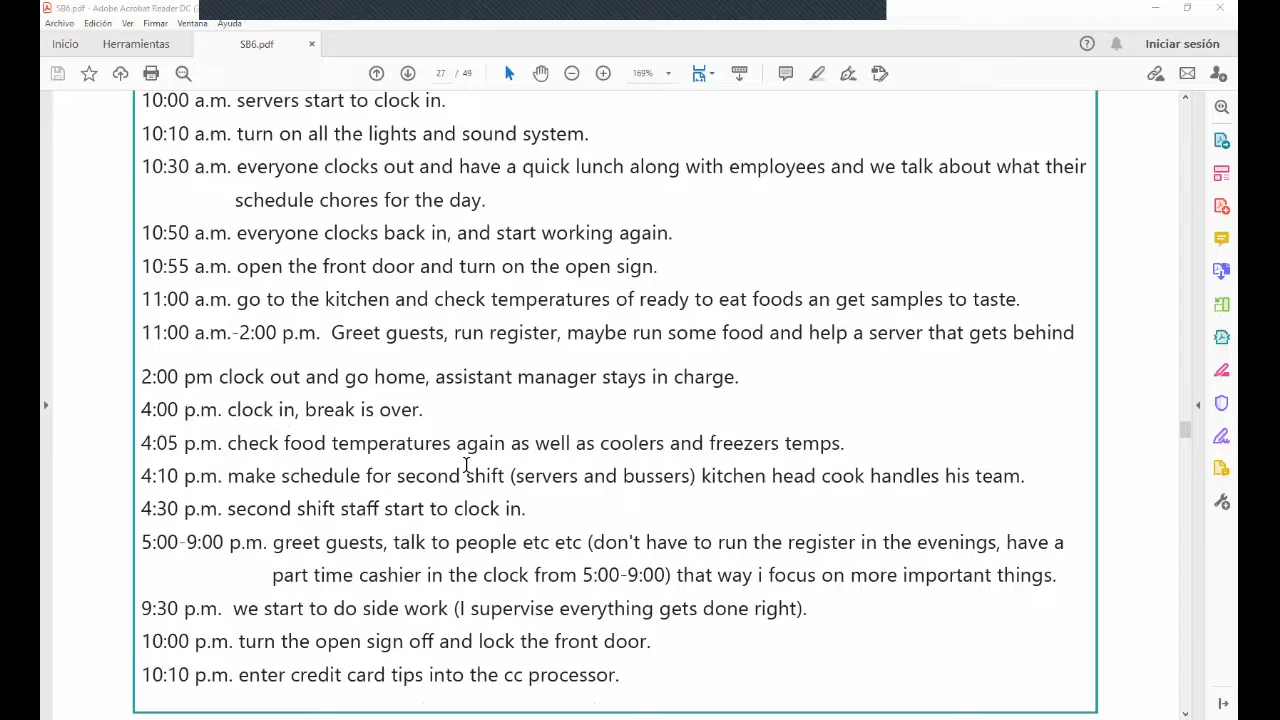 SB6.pdf - Adobe Acrobat Reader DC (
Archivo Edición Ver Firmar Ventana Ayuda
Inicio Herramientas SB6.pdf × Iniciar sesión
27 / 49 169%
10:00 a.m. servers start to clock in.
10:10 a.m. turn on all the lights and sound system.
10:30 a.m. everyone clocks out and have a quick lunch along with employees and we talk about what their
schedule chores for the day.
10:50 a.m. everyone clocks back in, and start working again.
10:55 a.m. open the front door and turn on the open sign.
11:00 a.m. go to the kitchen and check temperatures of ready to eat foods an get samples to taste.
11:00 a.m.-2:00 p.m. Greet guests, run register, maybe run some food and help a server that gets behind
2:00 pm clock out and go home, assistant manager stays in charge.
4:00 p.m. clock in, break is over.
4:05 p.m. check food temperatures again as well as coolers and freezers temps.
4:10 p.m. make schedule for second shift (servers and bussers) kitchen head cook handles his team.
4:30 p.m. second shift staff start to clock in.
5:00-9:00 p.m. greet guests, talk to people etc etc (don't have to run the register in the evenings, have a
part time cashier in the clock from 5:00-9:00) that way i focus on more important things.
9:30 p.m. we start to do side work (I supervise everything gets done right).
10:00 p.m. turn the open sign off and lock the front door.
10:10 p.m. enter credit card tips into the cc processor.